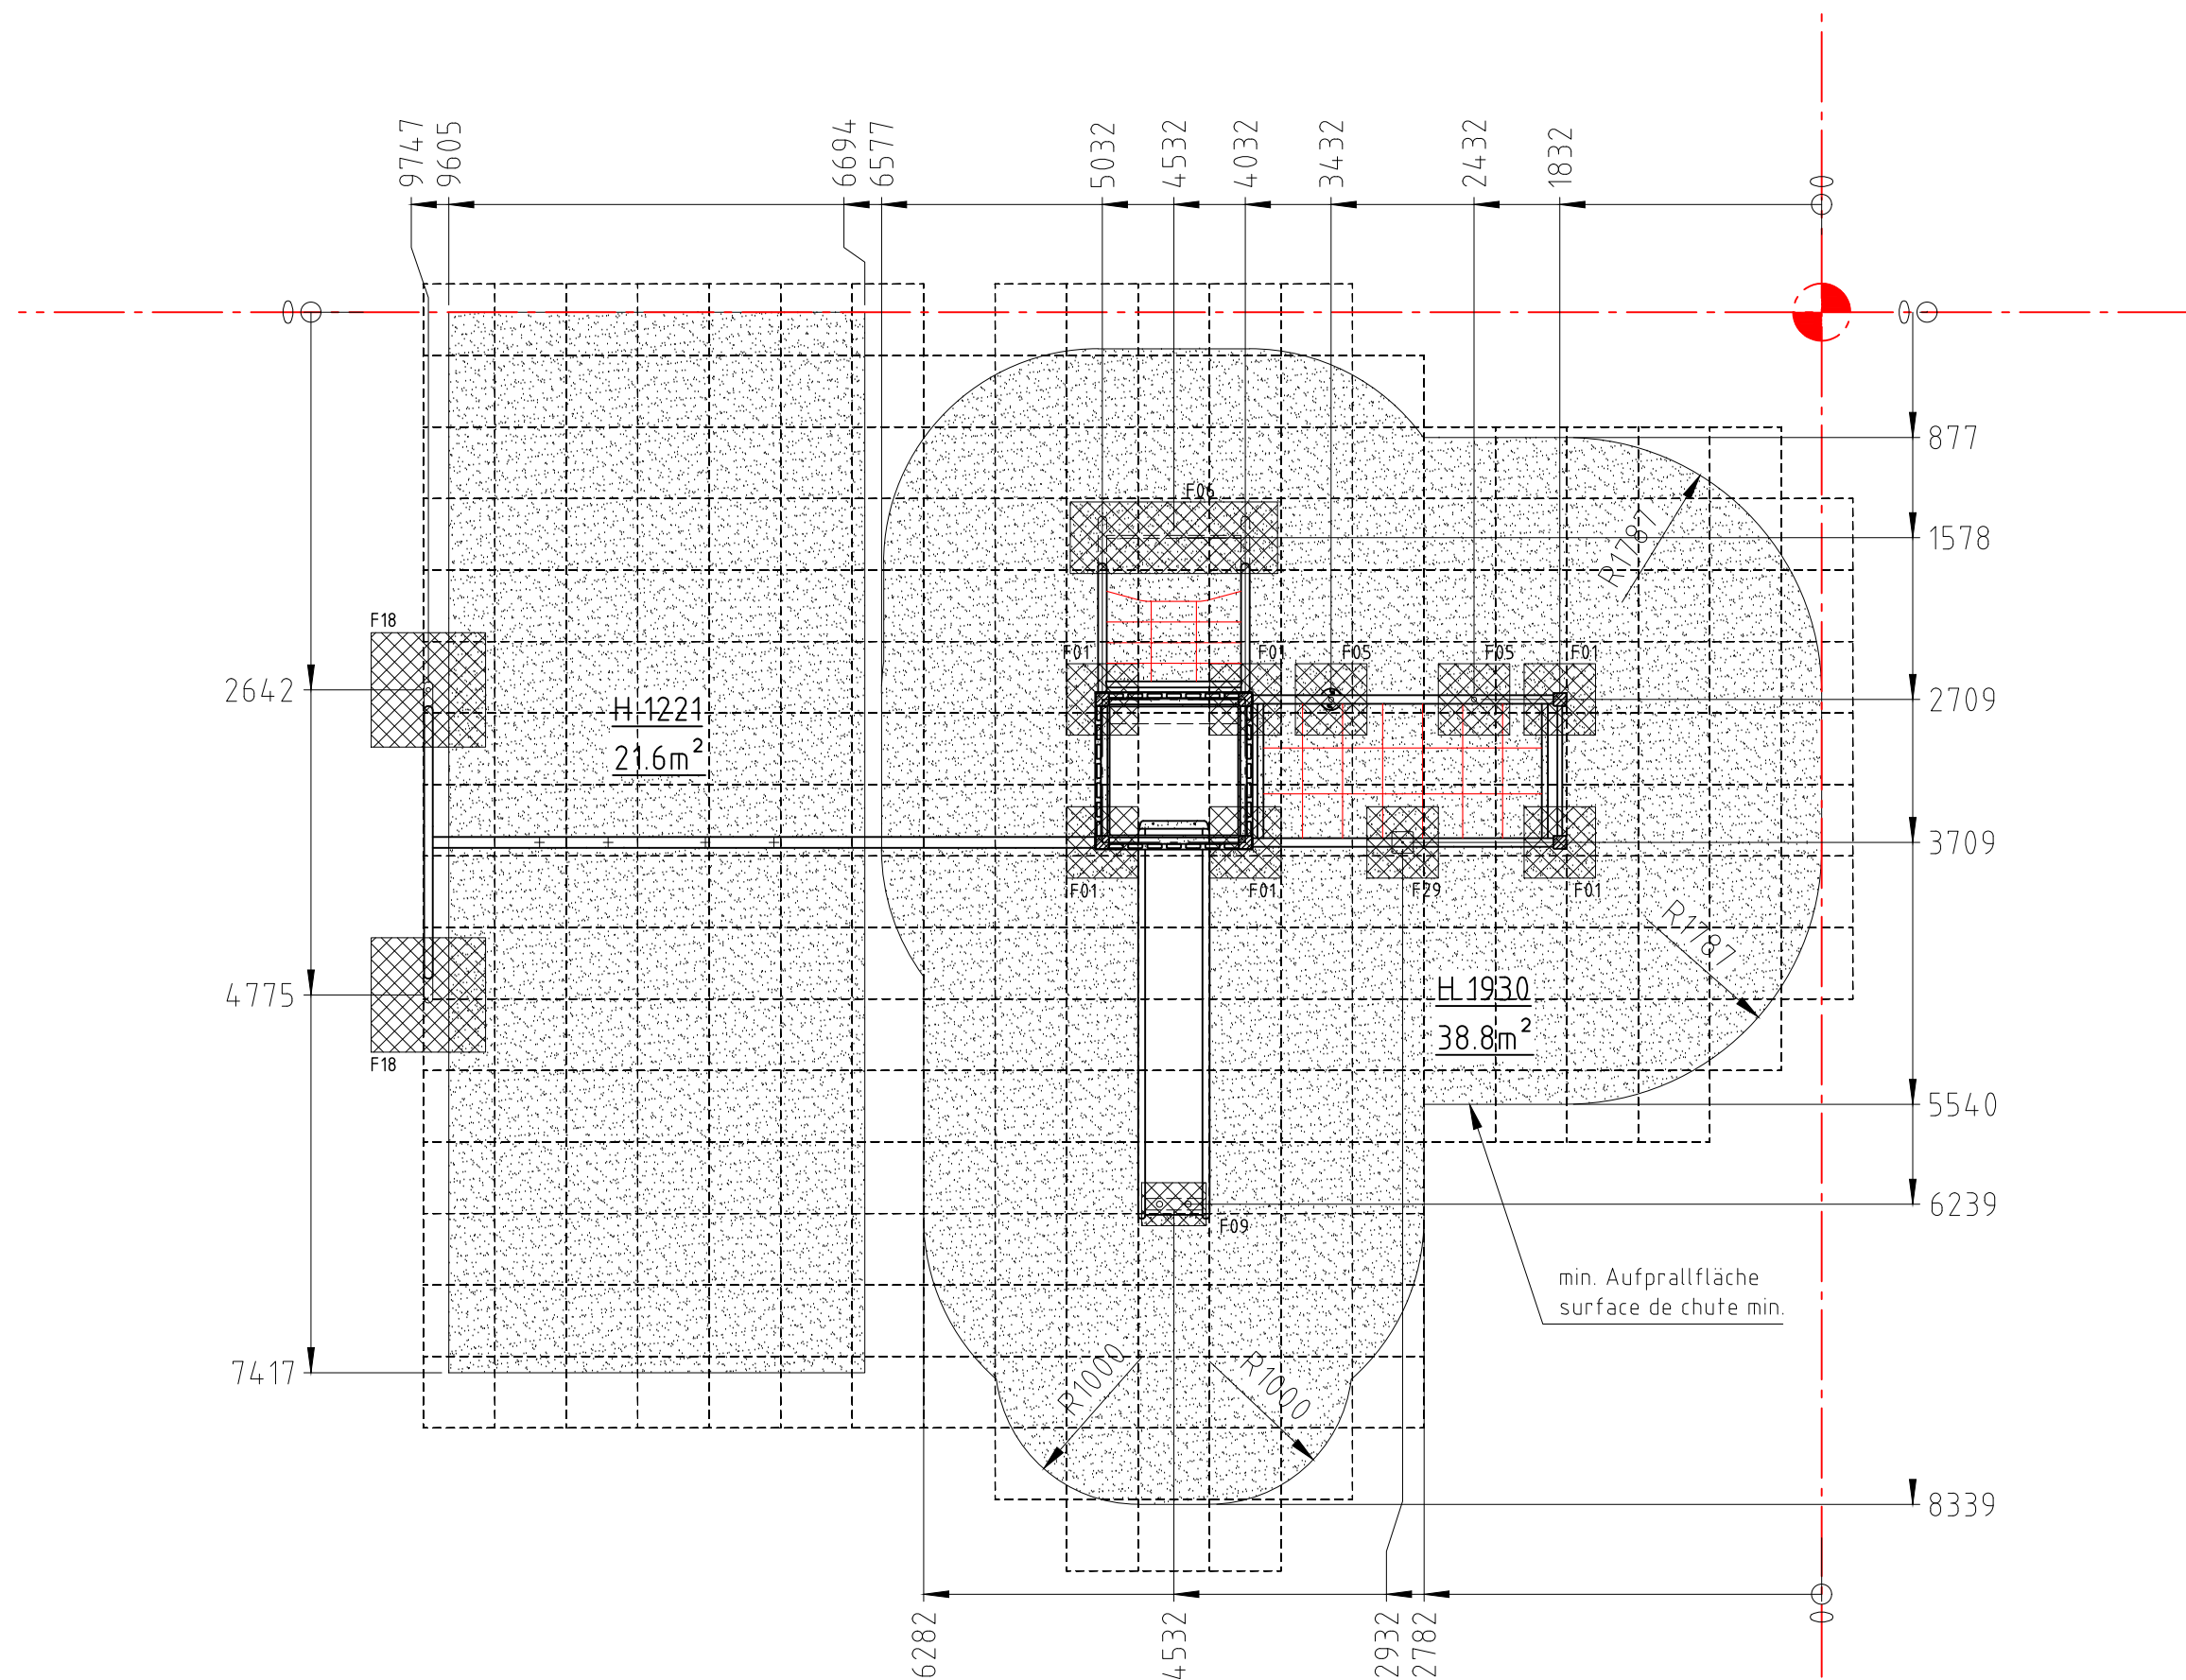 9747
9605
6694
6577
5032
4532
4032
3432
2432
1832
0
0
0
877
F06
R1787
1578
F18
F01
F01
F05
F05
F01
2642
2709
H 1221
21.6m²
3709
F01
F01
F29
F01
R1787
4775
H 1930
38.8m²
F18
5540
6239
F09
min. Aufprallfläche
surface de chute min.
7417
R1000
R1000
8339
6282
4532
2932
2782
0